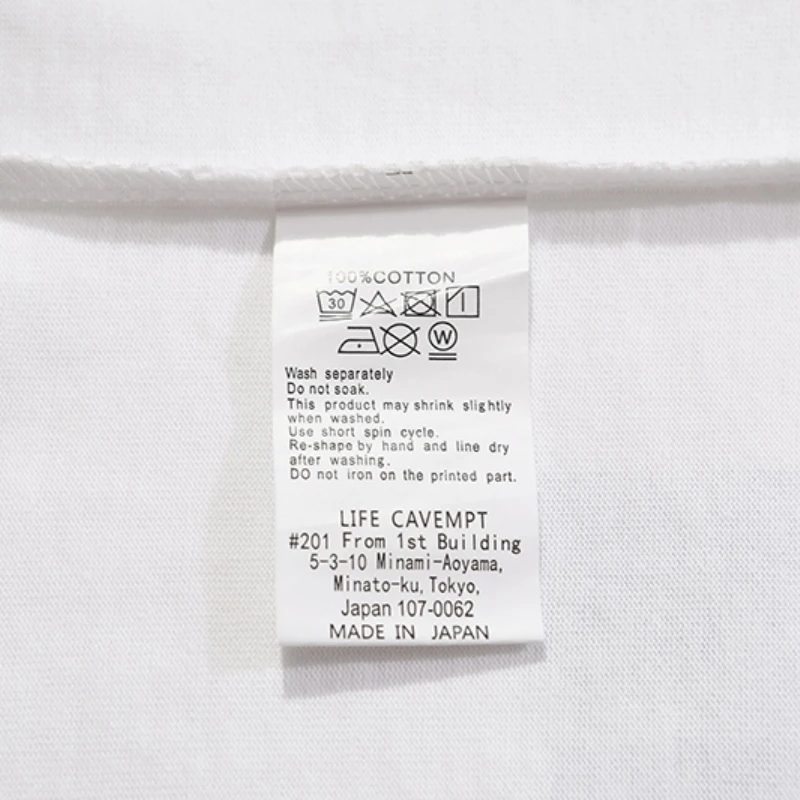 100%COTTON
30
W
Wash separately
Do not soak.
This product may shrink slightly
when washed.
Use short spin cycle.
Re-shape by hand and line dry
after washing.
DO not iron on the printed part.
LIFE CAVEMPT
#201 From 1st Building
5-3-10 Minami-Aoyama,
Minato-ku, Tokyo,
Japan 107-0062
MADE IN JAPAN